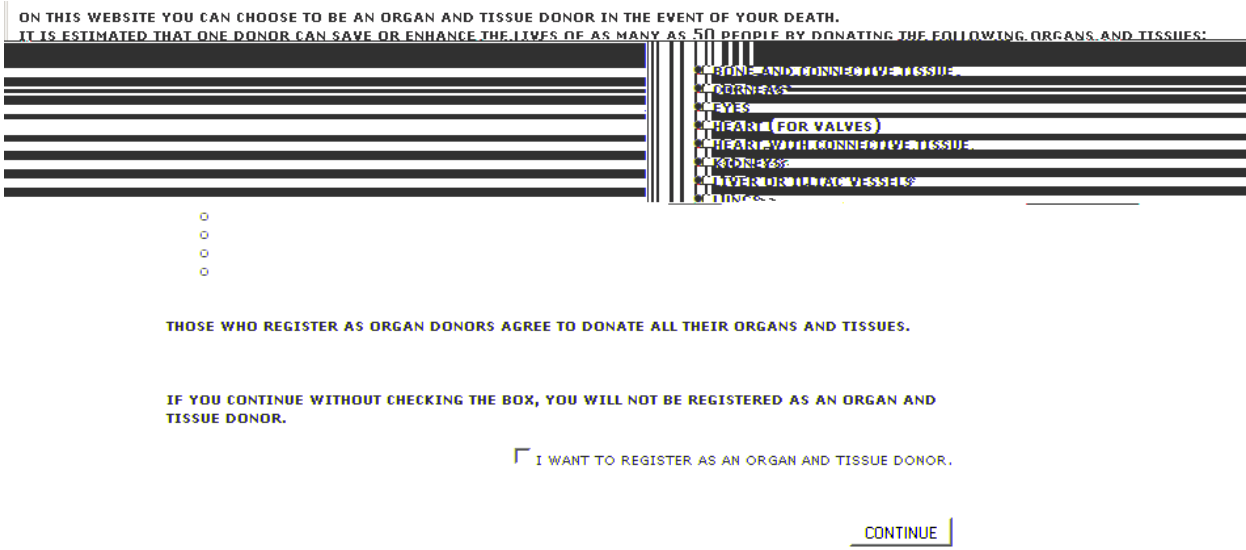 ON THIS WEBSITE YOU CAN CHOOSE TO BE AN ORGAN AND TISSUE DONOR IN THE EVENT OF YOUR DEATH.
IT IS ESTIMATED THAT ONE DONOR CAN SAVE OR ENHANCE THE LIVES OF AS MANY AS 50 PEOPLE BY DONATING THE FOLLOWING ORGANS AND TISSUES:
BONE AND CONNECTIVE TISSUE
CORNEAS
EYES
HEART (FOR VALVES)
HEART WITH CONNECTIVE TISSUE
KIDNEYS
LIVER OR ILIAC VESSELS
LUNGS
THOSE WHO REGISTER AS ORGAN DONORS AGREE TO DONATE ALL THEIR ORGANS AND TISSUES.
IF YOU CONTINUE WITHOUT CHECKING THE BOX, YOU WILL NOT BE REGISTERED AS AN ORGAN AND
TISSUE DONOR.
I WANT TO REGISTER AS AN ORGAN AND TISSUE DONOR.
CONTINUE